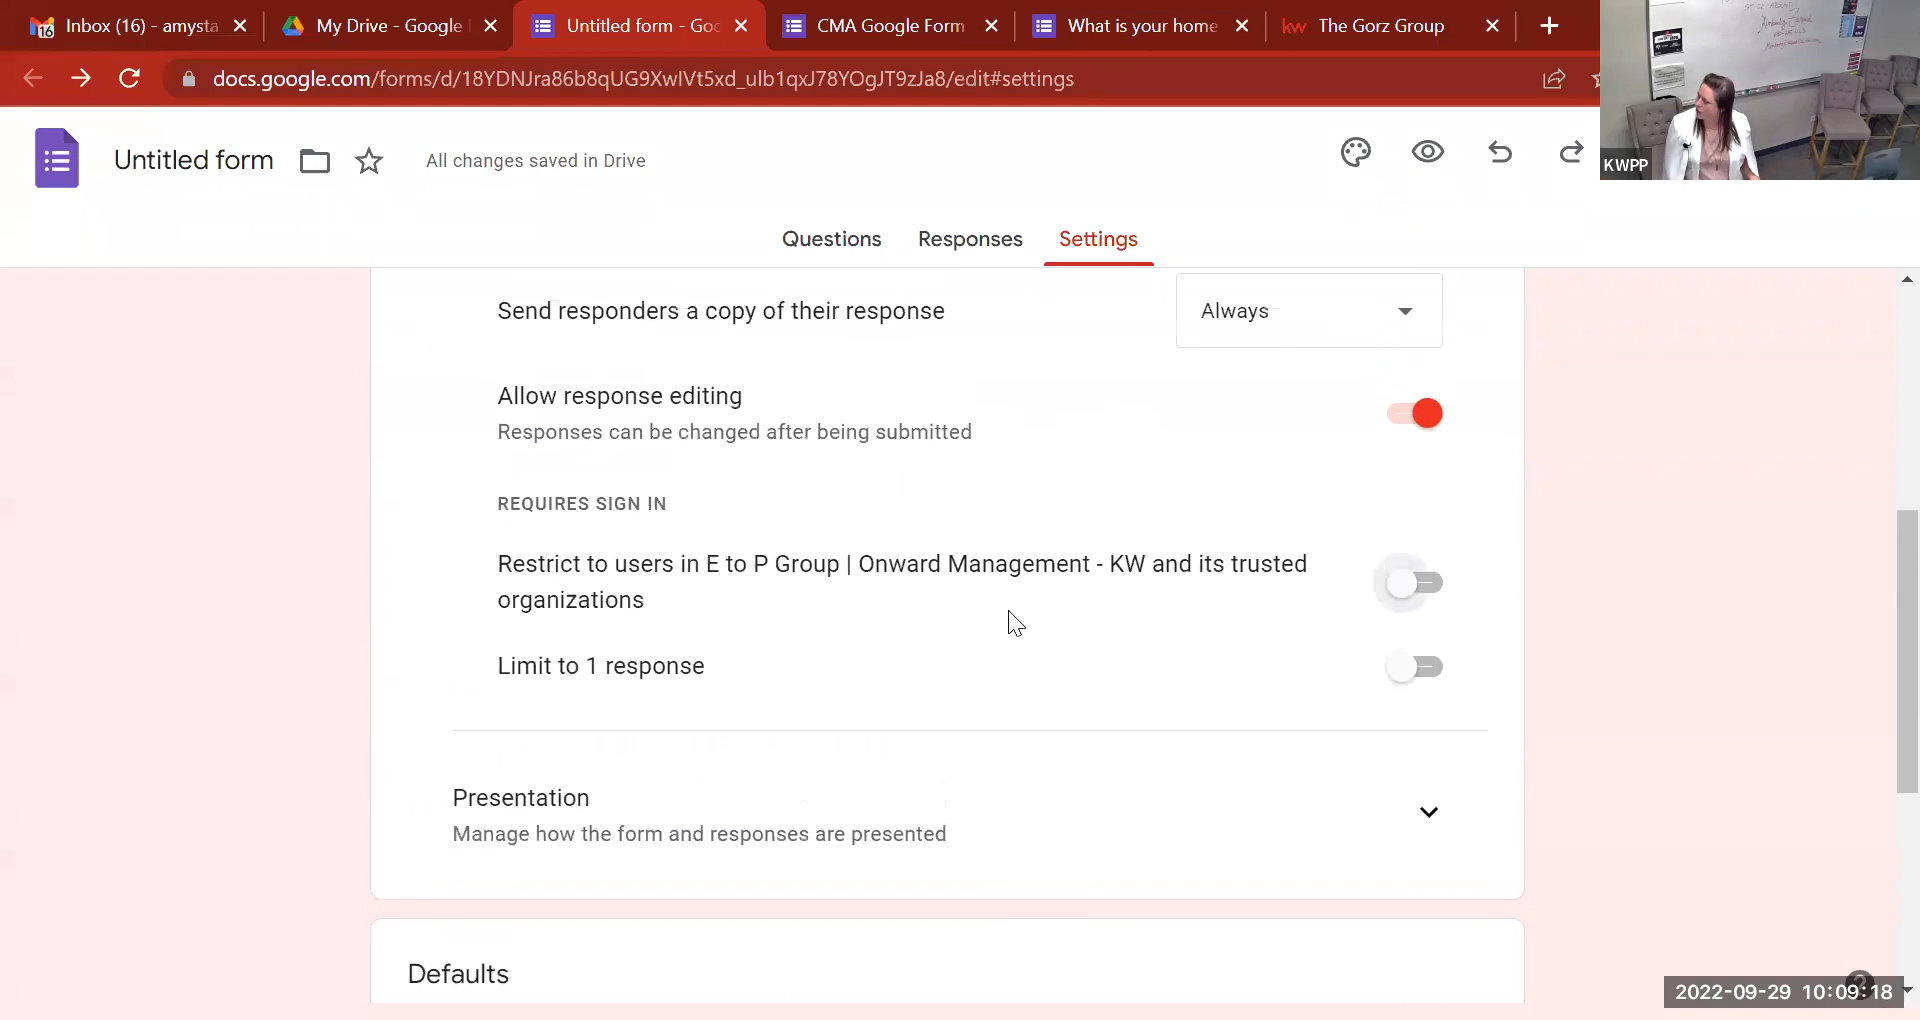 Inbox (16) - amysta
My Drive - Google
Untitled form - Goo
CMA Google Form
What is your home
kw The Gorz Group
docs.google.com/forms/d/18YDNJra86b8qUG9XwIVt5xd_ulb1qxJ78YOgJT9zJa8/edit#settings
Untitled form
All changes saved in Drive
KWPP
Questions
Responses
Settings
Send responders a copy of their response
Always
Allow response editing
Responses can be changed after being submitted
REQUIRES SIGN IN
Restrict to users in E to P Group | Onward Management - KW and its trusted
organizations
Limit to 1 response
Presentation
Manage how the form and responses are presented
Defaults
2022-09-29 10:09:18